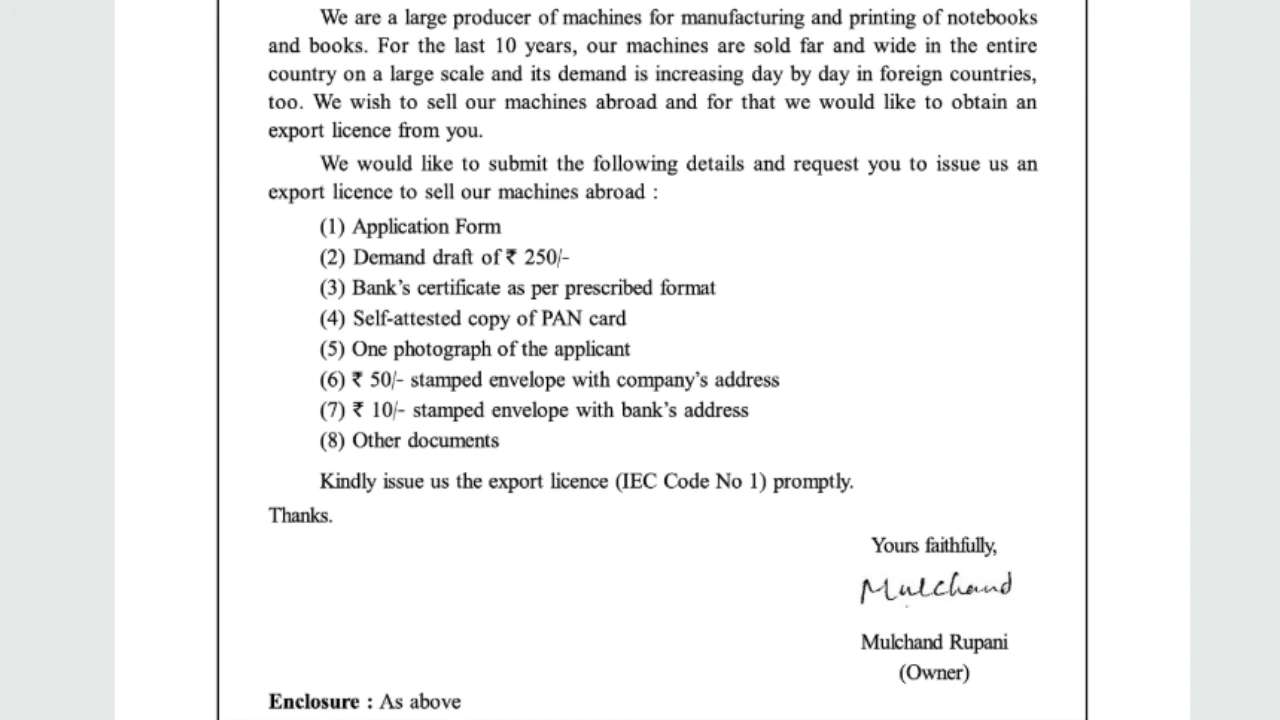 We are a large producer of machines for manufacturing and printing of notebooks
and books. For the last 10 years, our machines are sold far and wide in the entire
country on a large scale and its demand is increasing day by day in foreign countries,
too. We wish to sell our machines abroad and for that we would like to obtain an
export licence from you.
We would like to submit the following details and request you to issue us an
export licence to sell our machines abroad :
(1) Application Form
(2) Demand draft of ₹ 250/-
(3) Bank's certificate as per prescribed format
(4) Self-attested copy of PAN card
(5) One photograph of the applicant
(6) ₹ 50/- stamped envelope with company's address
(7) ₹ 10/- stamped envelope with bank's address
(8) Other documents
Kindly issue us the export licence (IEC Code No 1) promptly.
Thanks.
Yours faithfully,
Mulchand
Mulchand Rupani
(Owner)
Enclosure : As above